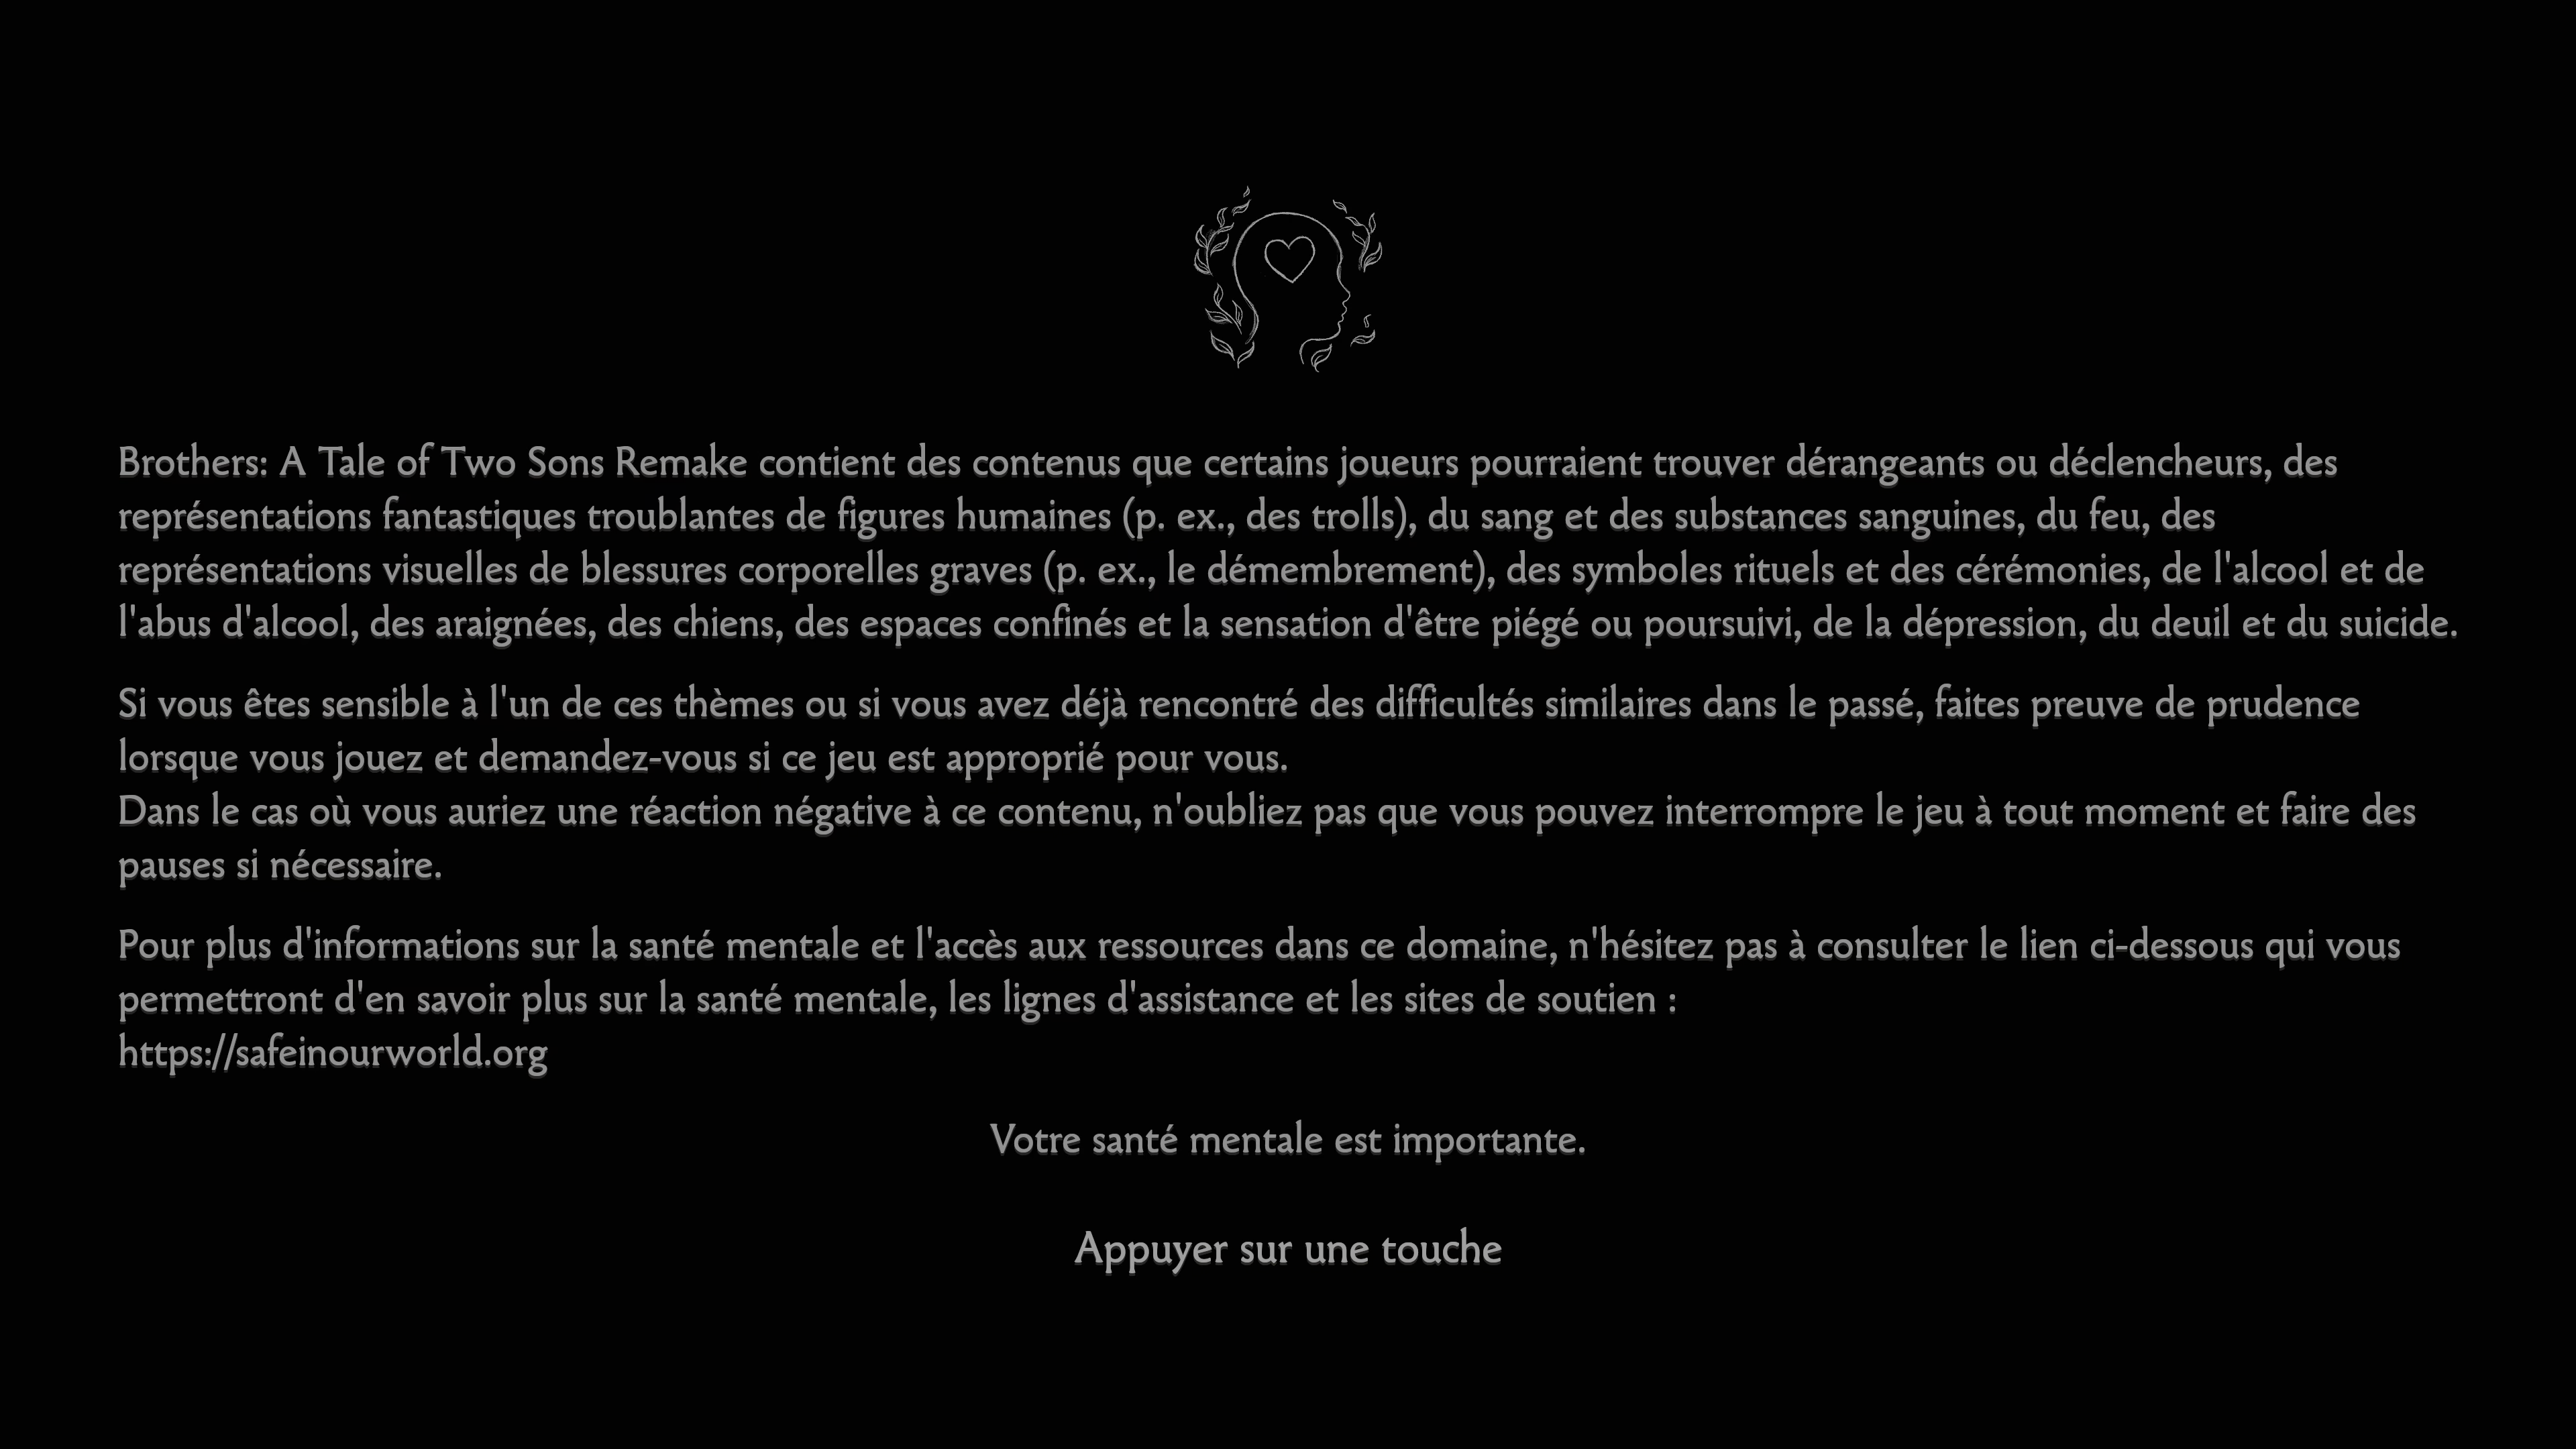 Brothers: A Tale of Two Sons Remake contient des contenus que certains joueurs pourraient trouver dérangeants ou déclencheurs, des
représentations fantastiques troublantes de figures humaines (p. ex., des trolls), du sang et des substances sanguines, du feu, des
représentations visuelles de blessures corporelles graves (p. ex., le démembrement), des symboles rituels et des cérémonies, de l'alcool et de
l'abus d'alcool, des araignées, des chiens, des espaces confinés et la sensation d'être piégé ou poursuivi, de la dépression, du deuil et du suicide.
Si vous êtes sensible à l'un de ces thèmes ou si vous avez déjà rencontré des difficultés similaires dans le passé, faites preuve de prudence
lorsque vous jouez et demandez-vous si ce jeu est approprié pour vous.
Dans le cas où vous auriez une réaction négative à ce contenu, n'oubliez pas que vous pouvez interrompre le jeu à tout moment et faire des
pauses si nécessaire.
Pour plus d'informations sur la santé mentale et l'accès aux ressources dans ce domaine, n'hésitez pas à consulter le lien ci-dessous qui vous
permettront d'en savoir plus sur la santé mentale, les lignes d'assistance et les sites de soutien :
https://safeinourworld.org
Votre santé mentale est importante.
Appuyer sur une touche